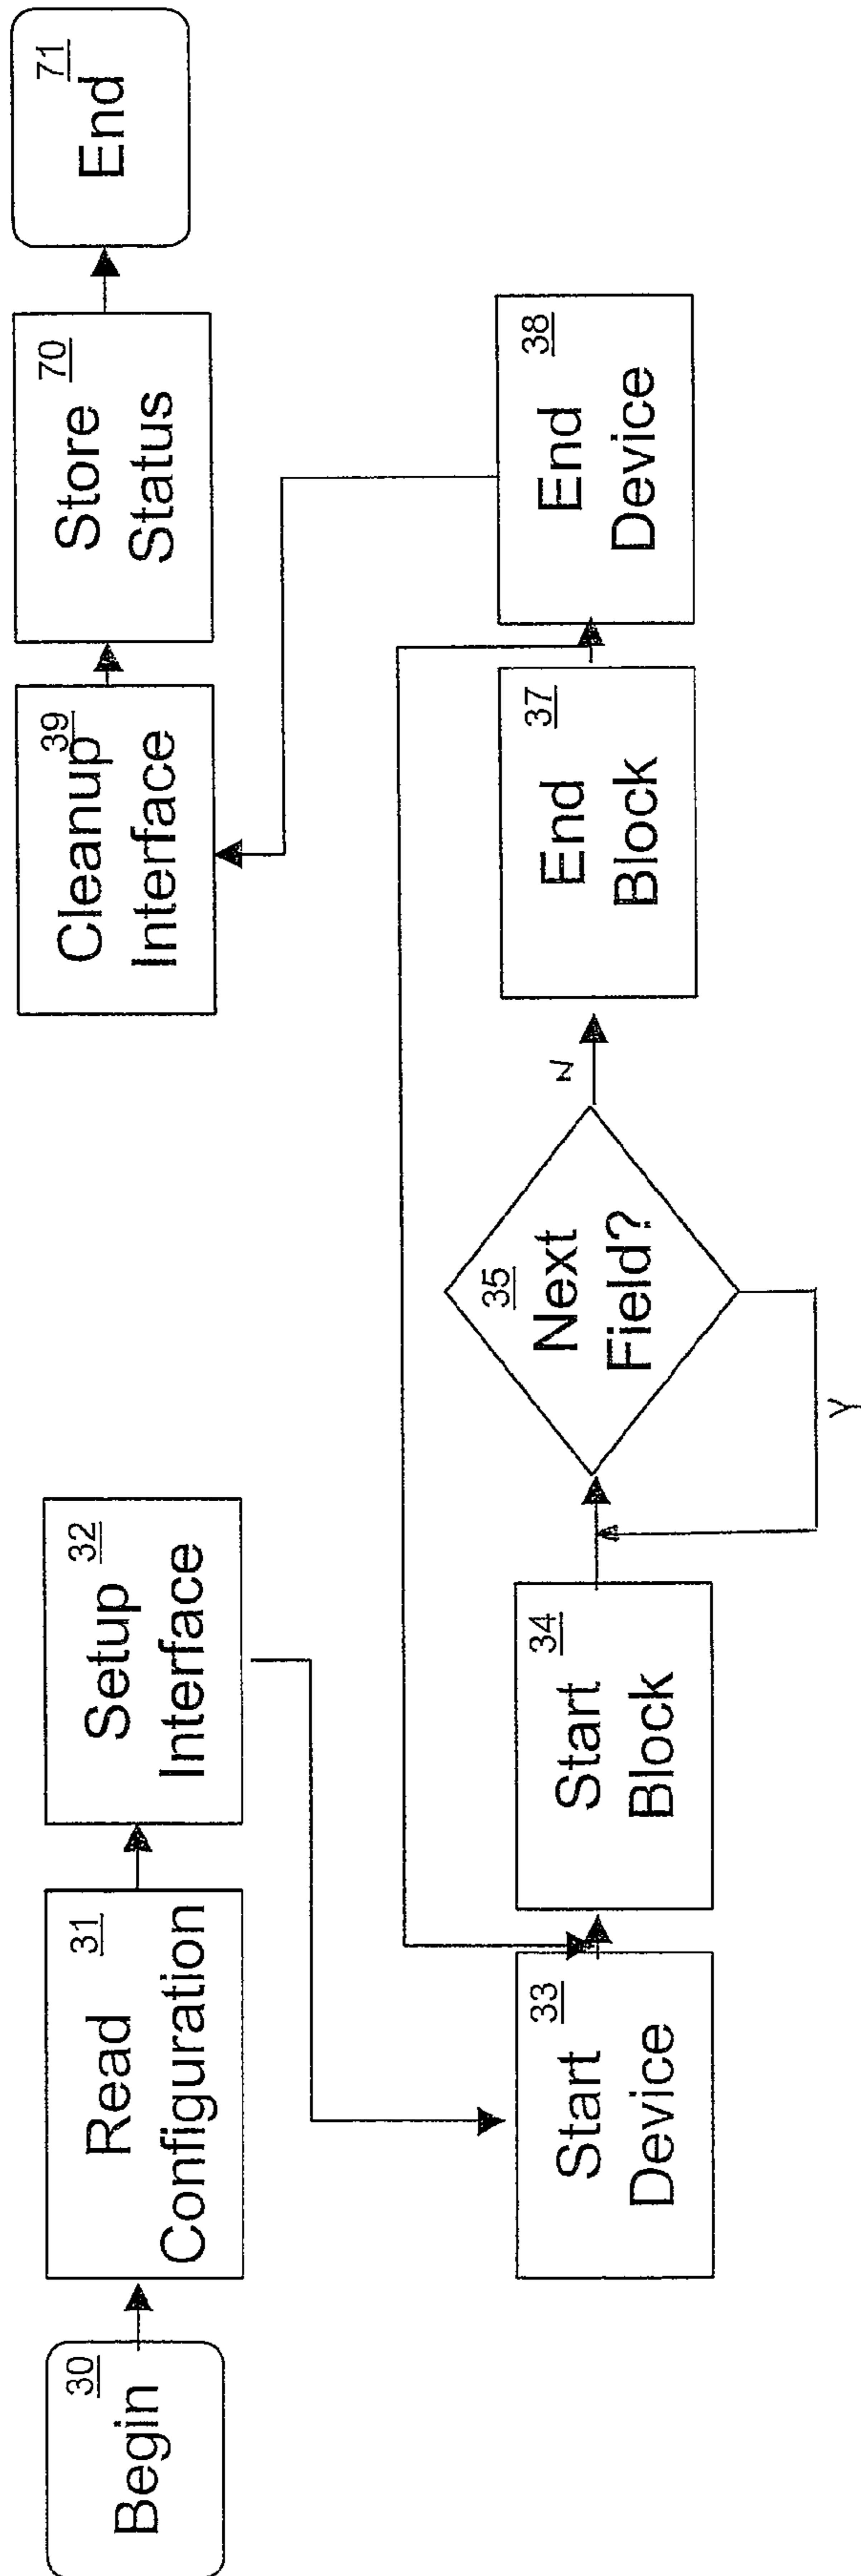 30
Begin
31
Read
Configuration
32
Setup
Interface
33
Start
Device
34
Start
Block
35
Next
Field?
Y
N
37
End
Block
38
End
Device
39
Cleanup
Interface
70
Store
Status
71
End